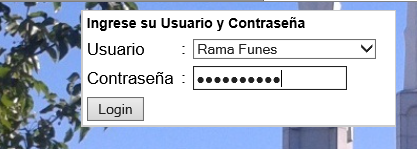 Ingrese su Usuario y Contraseña
Usuario : Rama Funes
Contraseña : ●●●●●●●●●●
Login